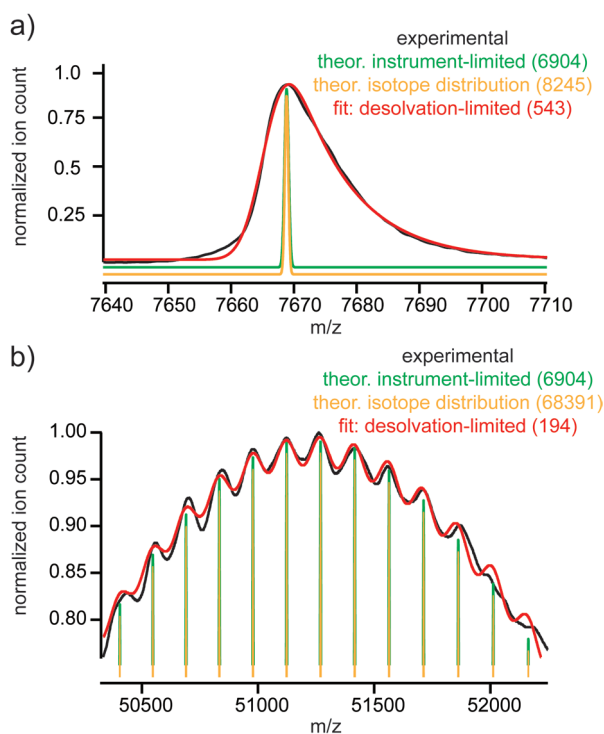 a)
experimental
theor. instrument-limited (6904)
theor. isotope distribution (8245)
fit: desolvation-limited (543)
normalized ion count
1.0
0.75
0.5
0.25
7640 7650 7660 7670 7680 7690 7700 7710
m/z
b)
experimental
theor. instrument-limited (6904)
theor. isotope distribution (68391)
fit: desolvation-limited (194)
normalized ion count
1.00
0.95
0.90
0.85
0.80
50500 51000 51500 52000
m/z